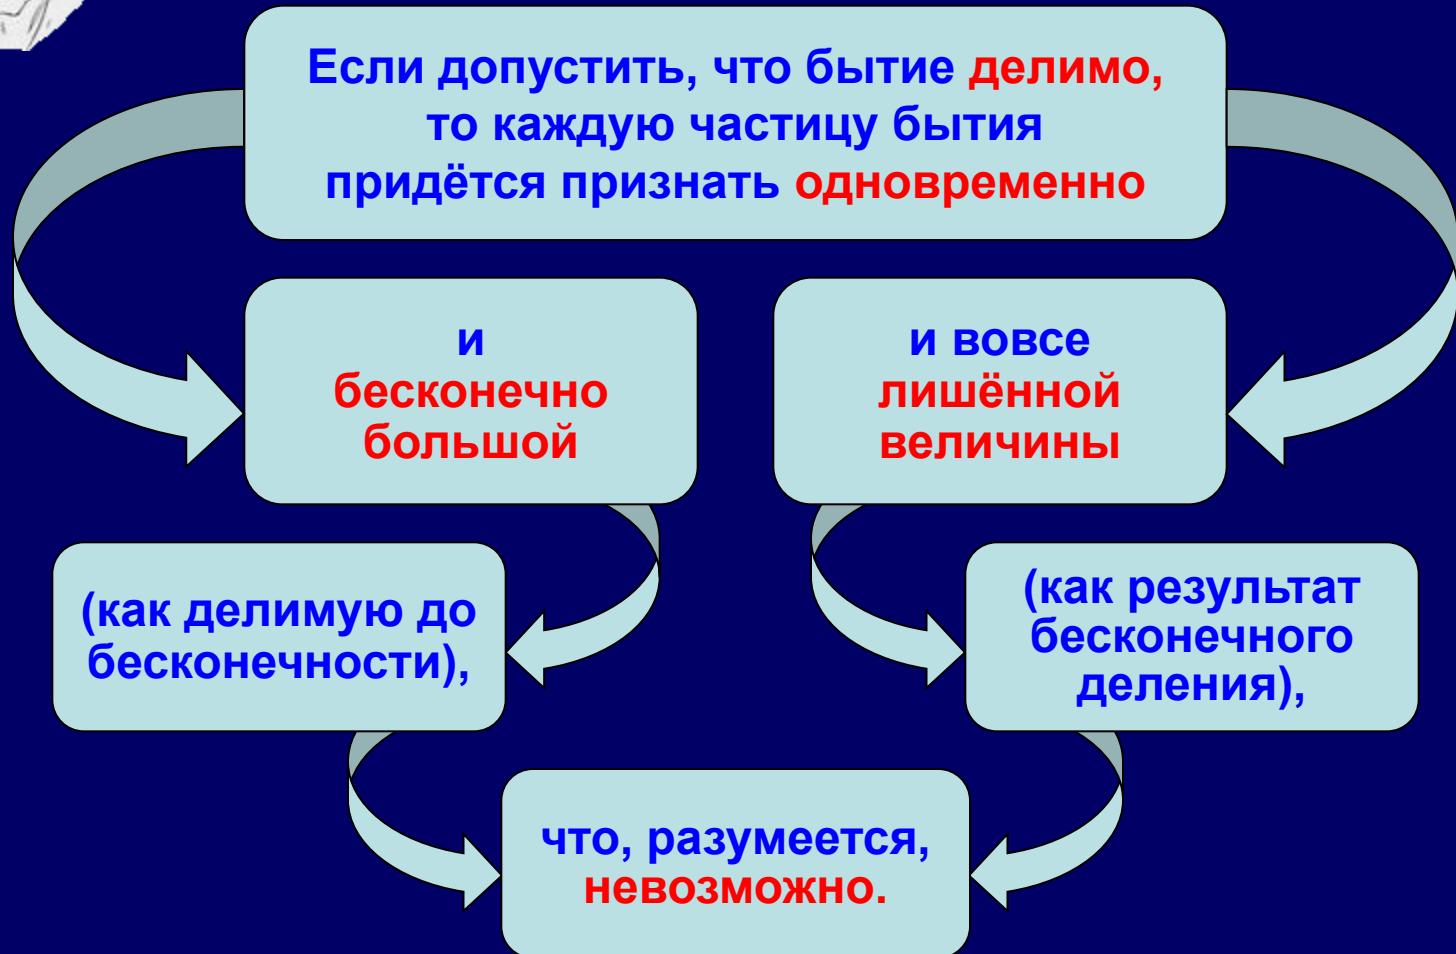 Если допустить, что бытие делимо,
то каждую частицу бытия
придётся признать одновременно
и
бесконечно
большой
и вовсе
лишённой
величины
(как делимую до
бесконечности),
(как результат
бесконечного
деления),
что, разумеется,
невозможно.